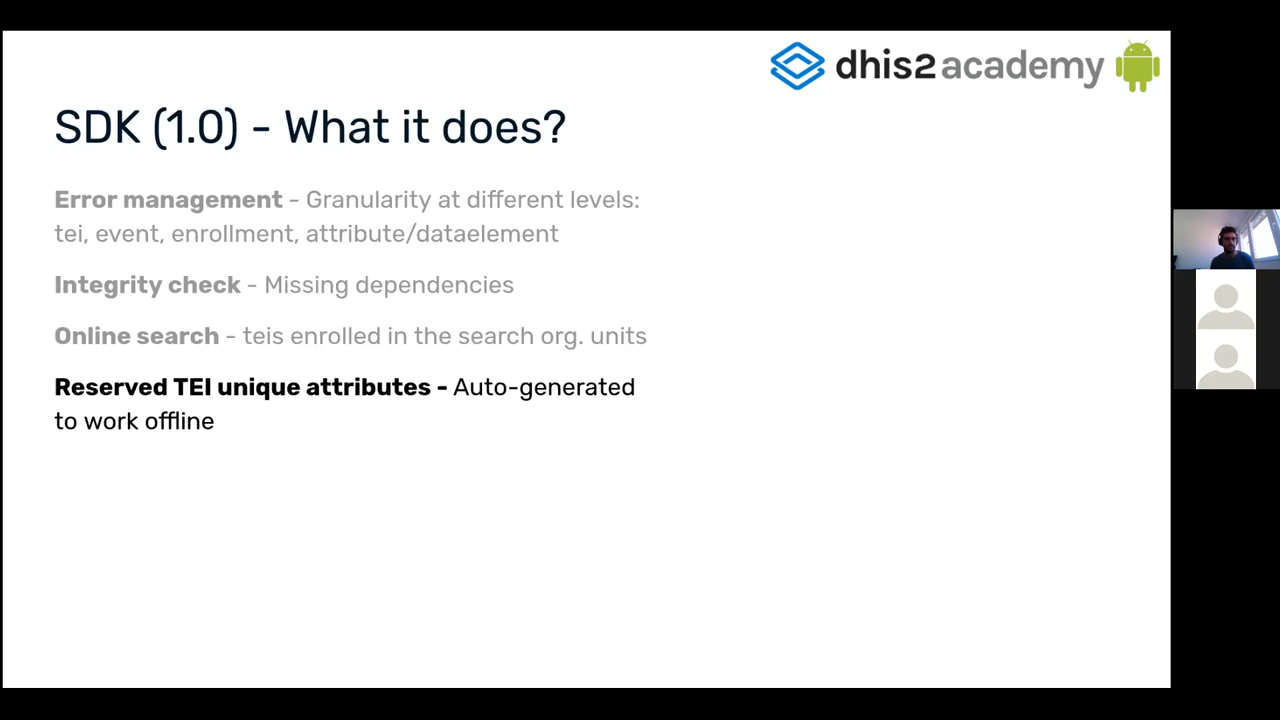 dhis2 academy
SDK (1.0) - What it does?
Error management - Granularity at different levels:
tei, event, enrollment, attribute/dataelement
Integrity check - Missing dependencies
Online search - teis enrolled in the search org. units
Reserved TEI unique attributes - Auto-generated
to work offline